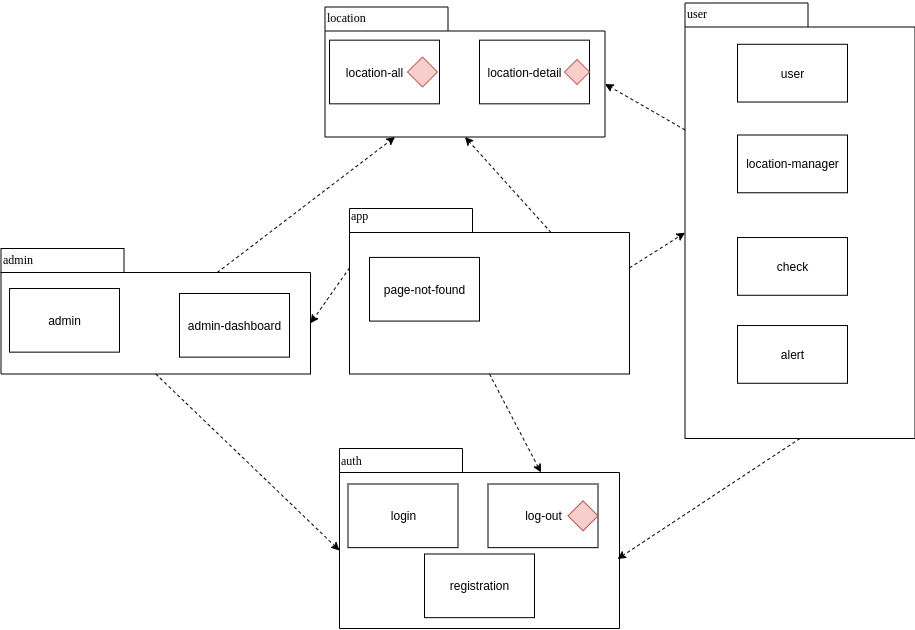 location
location-all
location-detail
user
user
location-manager
check
alert
app
page-not-found
admin
admin
admin-dashboard
auth
login
log-out
registration